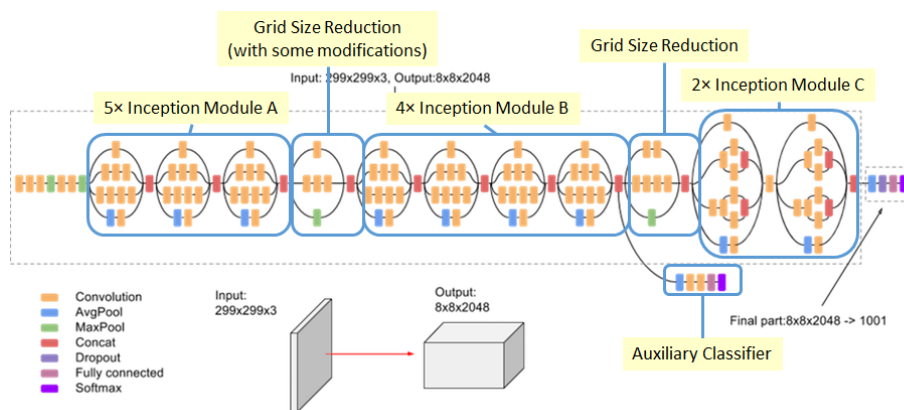 Grid Size Reduction
(with some modifications)
Grid Size Reduction
Input: 299x299x3, Output:8x8x2048
5× Inception Module A
4× Inception Module B
2× Inception Module C
Convolution
AvgPool
MaxPool
Concat
Dropout
Fully connected
Softmax
Input:
299x299x3
Output:
8x8x2048
Final part:8x8x2048 -> 1001
Auxiliary Classifier